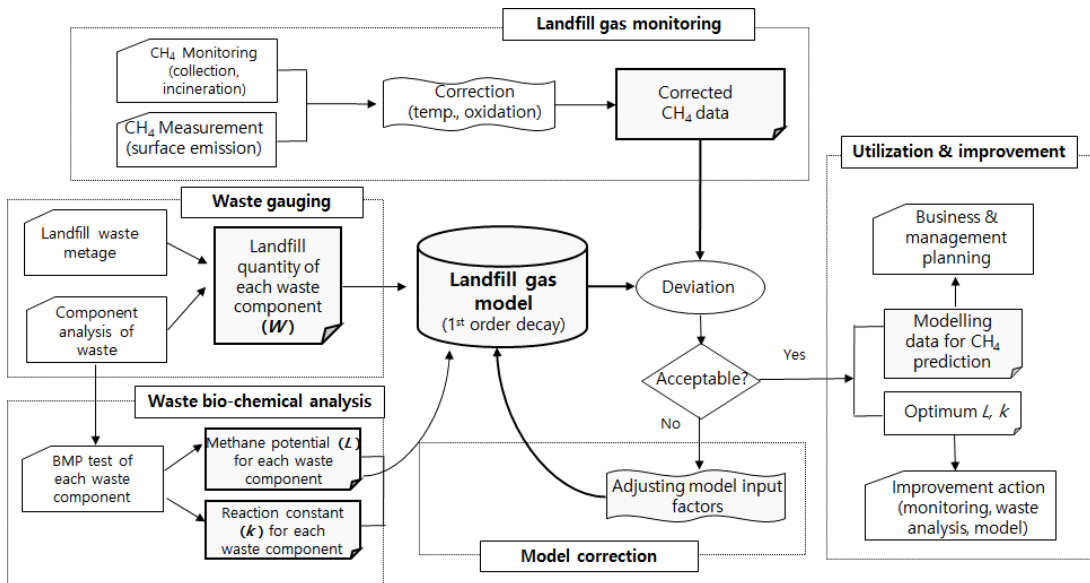 Landfill gas monitoring
CH₄ Monitoring
(collection,
incineration)
CH₄ Measurement
(surface emission)
Correction
(temp., oxidation)
Corrected
CH₄ data
Waste gauging
Landfill waste
metage
Component
analysis of
waste
Landfill
quantity of
each waste
component
(W)
Landfill gas
model
(1st order decay)
Deviation
Acceptable?
Yes
No
Utilization & improvement
Business &
management
planning
Modelling
data for CH₄
prediction
Optimum L, k
Improvement action
(monitoring, waste
analysis, model)
Waste bio-chemical analysis
BMP test of
each waste
component
Methane potential (L)
for each waste
component
Reaction constant
(k) for each
waste component
Adjusting model input
factors
Model correction